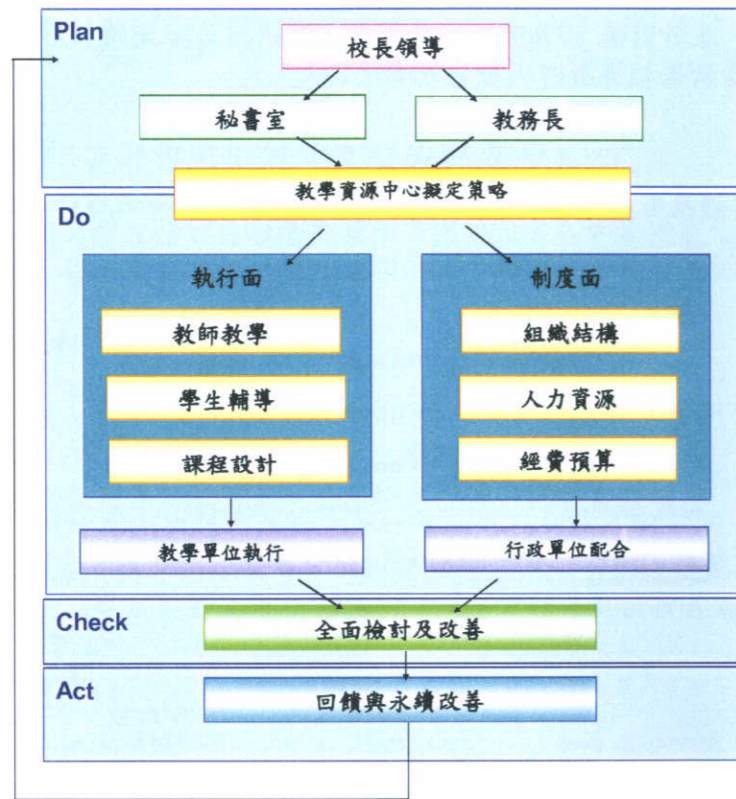 Plan
校長領導
秘書室
教務長
教學資源中心擬定策略
Do
執行面
教師教學
學生輔導
課程設計
教學單位執行
制度面
組織結構
人力資源
經費預算
行政單位配合
Check
全面檢討及改善
Act
回饋與永續改善